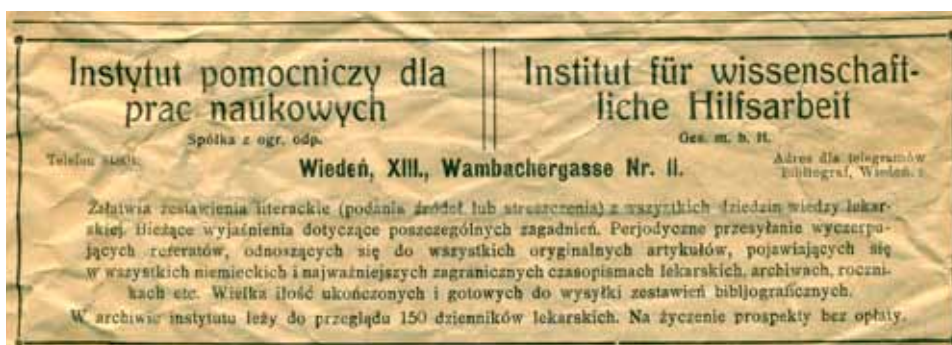 Instytut pomocniczy dla
prac naukowych
Spółka z ogr. odp.
Institut für wissenschaft-
liche Hilfsarbeit
Ges. m. b. H.
Telefon
Wiedeń, XIII., Wambachergasse Nr. II.
Adres dla telegramów
Bibliograf, Wiedeń.
Załatwia zestawienia literackie (podania źródeł lub streszczenia) z wszystkich dziedzin wiedzy lekar-
skiej. Bieżące wyjaśnienia dotyczące poszczególnych zagadnień. Perjodyczne przesyłanie wyczerpu-
jących referatów, odnoszących się do wszystkich oryginalnych artykułów, pojawiających się
w wszystkich niemieckich i najważniejszych zagranicznych czasopismach lekarskich, archiwach, roczni-
kach etc. Wielka ilość ukończonych i gotowych do wysyłki zestawień bibljograficznych.
W archiwie instytutu leży do przeglądu 150 dzienników lekarskich. Na życzenie prospekty bez opłaty.